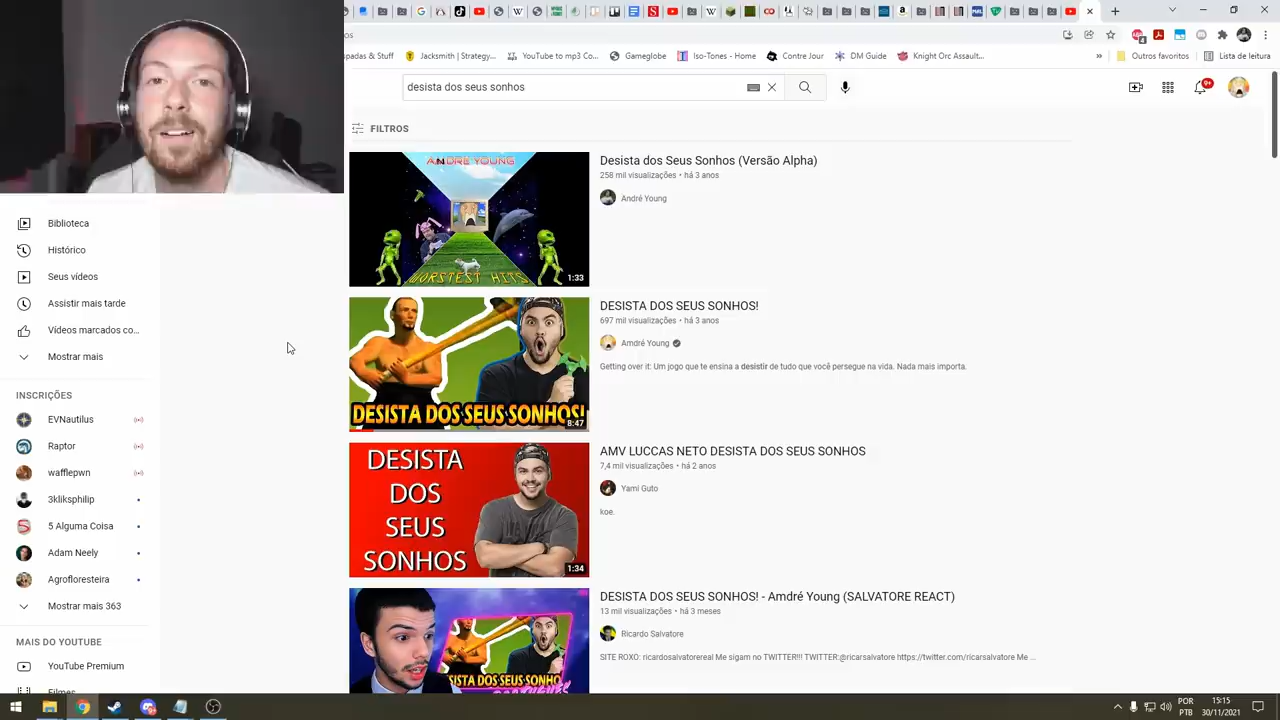 os
spadas & Stuff
Jacksmith | Strategy...
YouTube to mp3 Co...
Gameglobe
Iso-Tones - Home
Contre Jour
DM Guide
Knight Orc Assault...
»
Outros favoritos
Lista de leitura
desista dos seus sonhos
9+
FILTROS
ANDRÉ YOUNG
WORSTEST HITS
1:33
Desista dos Seus Sonhos (Versão Alpha)
258 mil visualizações • há 3 anos
André Young
Biblioteca
Histórico
Seus vídeos
Assistir mais tarde
Vídeos marcados co...
Mostrar mais
DESISTA DOS SEUS SONHOS!
8:47
DESISTA DOS SEUS SONHOS!
697 mil visualizações • há 3 anos
Amdré Young
Getting over it: Um jogo que te ensina a desistir de tudo que você persegue na vida. Nada mais importa.
INSCRIÇÕES
EVNautilus
Raptor
wafflepwn
3kliksphilip
5 Alguma Coisa
Adam Neely
Agrofloresteira
Mostrar mais 363
DESISTA
DOS
SEUS
SONHOS
1:34
AMV LUCCAS NETO DESISTA DOS SEUS SONHOS
7,4 mil visualizações • há 2 anos
Yami Guto
koe.
MAIS DO YOUTUBE
YouTube Premium
Filmes
DESISTA DOS SEUS SONHOS! - Amdré Young (SALVATORE REACT)
13 mil visualizações • há 3 meses
Ricardo Salvatore
SITE ROXO: ricardosalvatorereal Me sigam no TWITTER!!! TWITTER:@ricarsalvatore https://twitter.com/ricarsalvatore Me ...
POR
PTB
15:15
30/11/2021